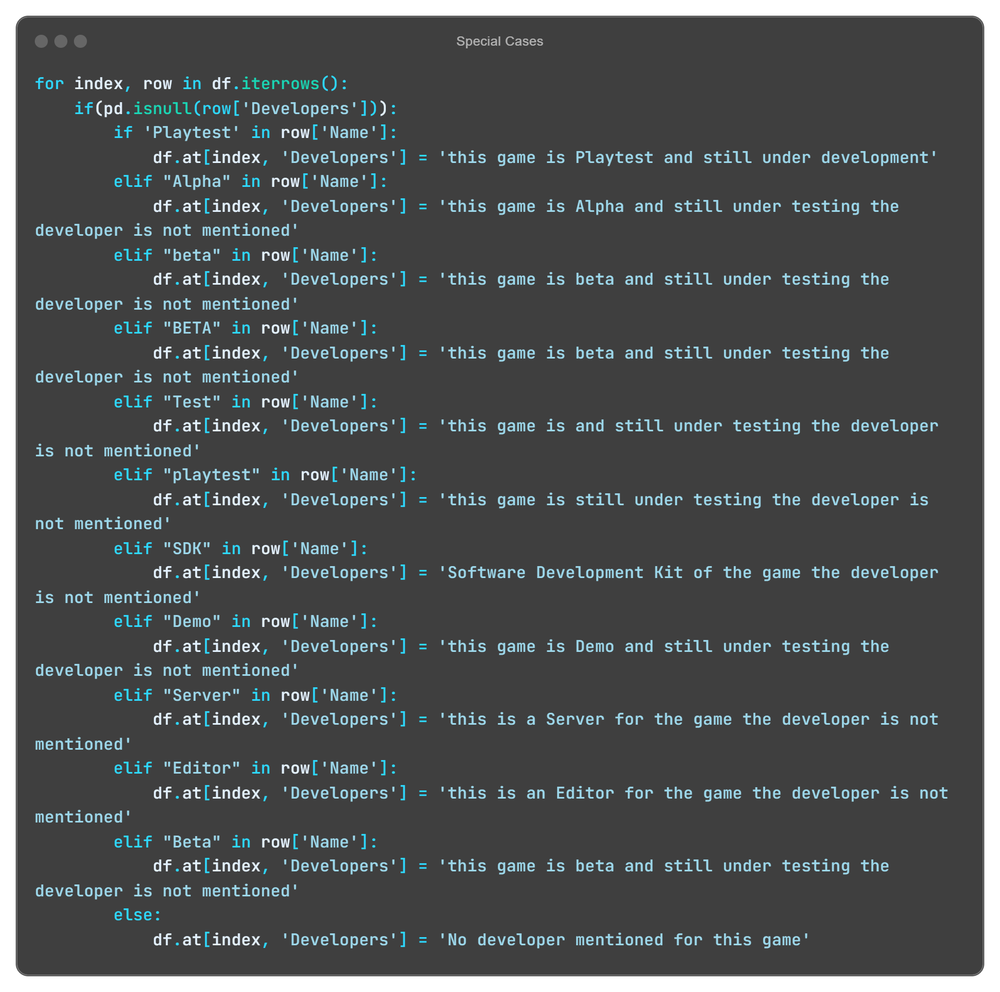 Special Cases
for index, row in df.iterrows():
    if(pd.isnull(row['Developers'])):
        if 'Playtest' in row['Name']:
            df.at[index, 'Developers'] = 'this game is Playtest and still under development'
        elif "Alpha" in row['Name']:
            df.at[index, 'Developers'] = 'this game is Alpha and still under testing the
developer is not mentioned'
        elif "beta" in row['Name']:
            df.at[index, 'Developers'] = 'this game is beta and still under testing the
developer is not mentioned'
        elif "BETA" in row['Name']:
            df.at[index, 'Developers'] = 'this game is beta and still under testing the
developer is not mentioned'
        elif "Test" in row['Name']:
            df.at[index, 'Developers'] = 'this game is and still under testing the developer
is not mentioned'
        elif "playtest" in row['Name']:
            df.at[index, 'Developers'] = 'this game is still under testing the developer is
not mentioned'
        elif "SDK" in row['Name']:
            df.at[index, 'Developers'] = 'Software Development Kit of the game the developer
is not mentioned'
        elif "Demo" in row['Name']:
            df.at[index, 'Developers'] = 'this game is Demo and still under testing the
developer is not mentioned'
        elif "Server" in row['Name']:
            df.at[index, 'Developers'] = 'this is a Server for the game the developer is not
mentioned'
        elif "Editor" in row['Name']:
            df.at[index, 'Developers'] = 'this is an Editor for the game the developer is not
mentioned'
        elif "Beta" in row['Name']:
            df.at[index, 'Developers'] = 'this game is beta and still under testing the
developer is not mentioned'
        else:
            df.at[index, 'Developers'] = 'No developer mentioned for this game'